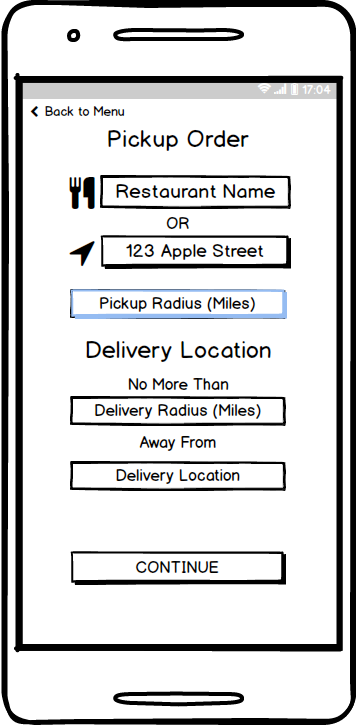 17:04
Back to Menu
Pickup Order
Restaurant Name
OR
123 Apple Street
Pickup Radius (Miles)
Delivery Location
No More Than
Delivery Radius (Miles)
Away From
Delivery Location
CONTINUE